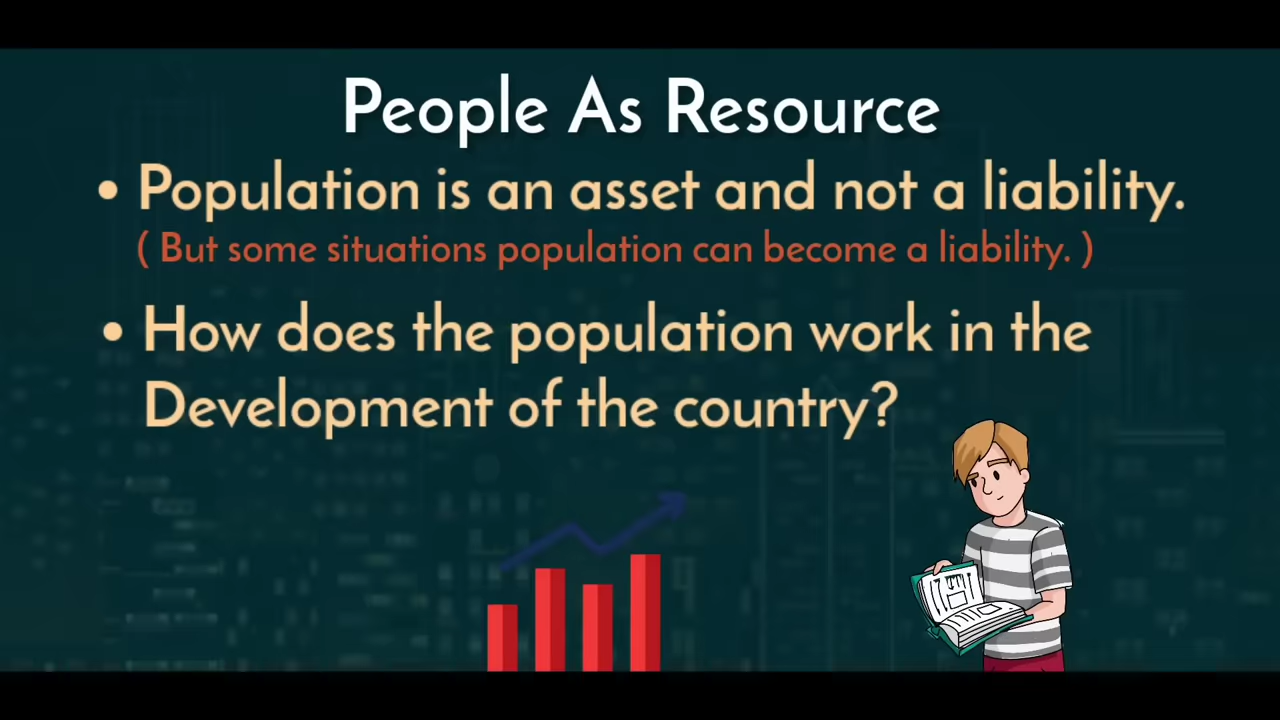 People As Resource
• Population is an asset and not a liability.
( But some situations population can become a liability. )
• How does the population work in the
Development of the country?